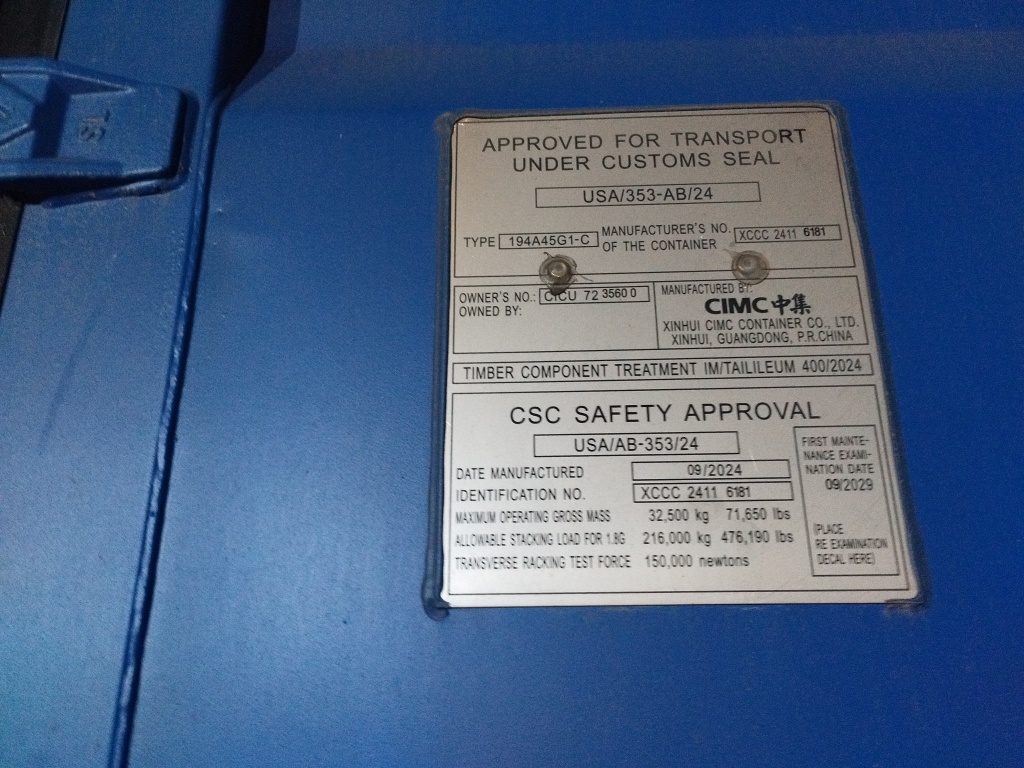 APPROVED FOR TRANSPORT
UNDER CUSTOMS SEAL
USA/353-AB/24
TYPE 194A45G1-C MANUFACTURER'S NO. OF THE CONTAINER XCCC 2411 6181
OWNER'S NO.: CICU 72 3560 0
OWNED BY:
MANUFACTURED BY:
CIMC 中集
XINHUI CIMC CONTAINER CO., LTD.
XINHUI, GUANGDONG, P.R.CHINA
TIMBER COMPONENT TREATMENT IM/TAILILEUM 400/2024
CSC SAFETY APPROVAL
USA/AB-353/24
DATE MANUFACTURED 09/2024
IDENTIFICATION NO. XCCC 2411 6181
MAXIMUM OPERATING GROSS MASS 32,500 kg 71,650 lbs
ALLOWABLE STACKING LOAD FOR 1.8G 216,000 kg 476,190 lbs
TRANSVERSE RACKING TEST FORCE 150,000 newtons
FIRST MAINTE-
NANCE EXAMI-
NATION DATE
09/2029
(PLACE
RE EXAMINATION
DECAL HERE)